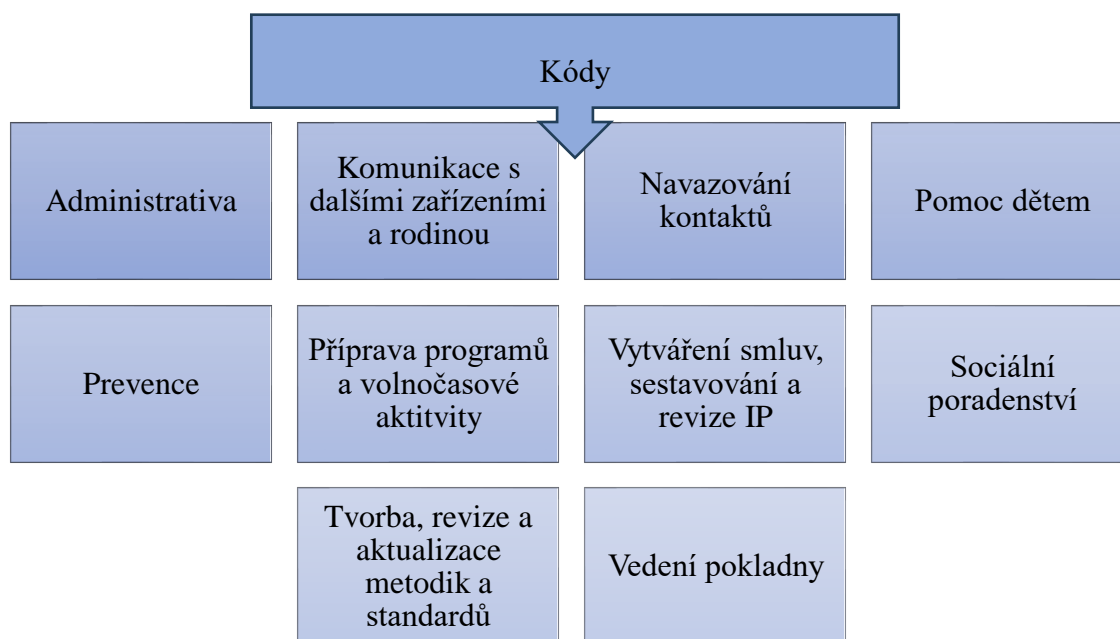 Kódy
Administrativa
Komunikace s
dalšími zařízeními
a rodinou
Navazování
kontaktů
Pomoc dětem
Prevence
Příprava programů
a volnočasové
aktitvity
Vytváření smluv,
sestavování a
revize IP
Sociální
poradenství
Tvorba, revize a
aktualizace
metodik a
standardů
Vedení pokladny